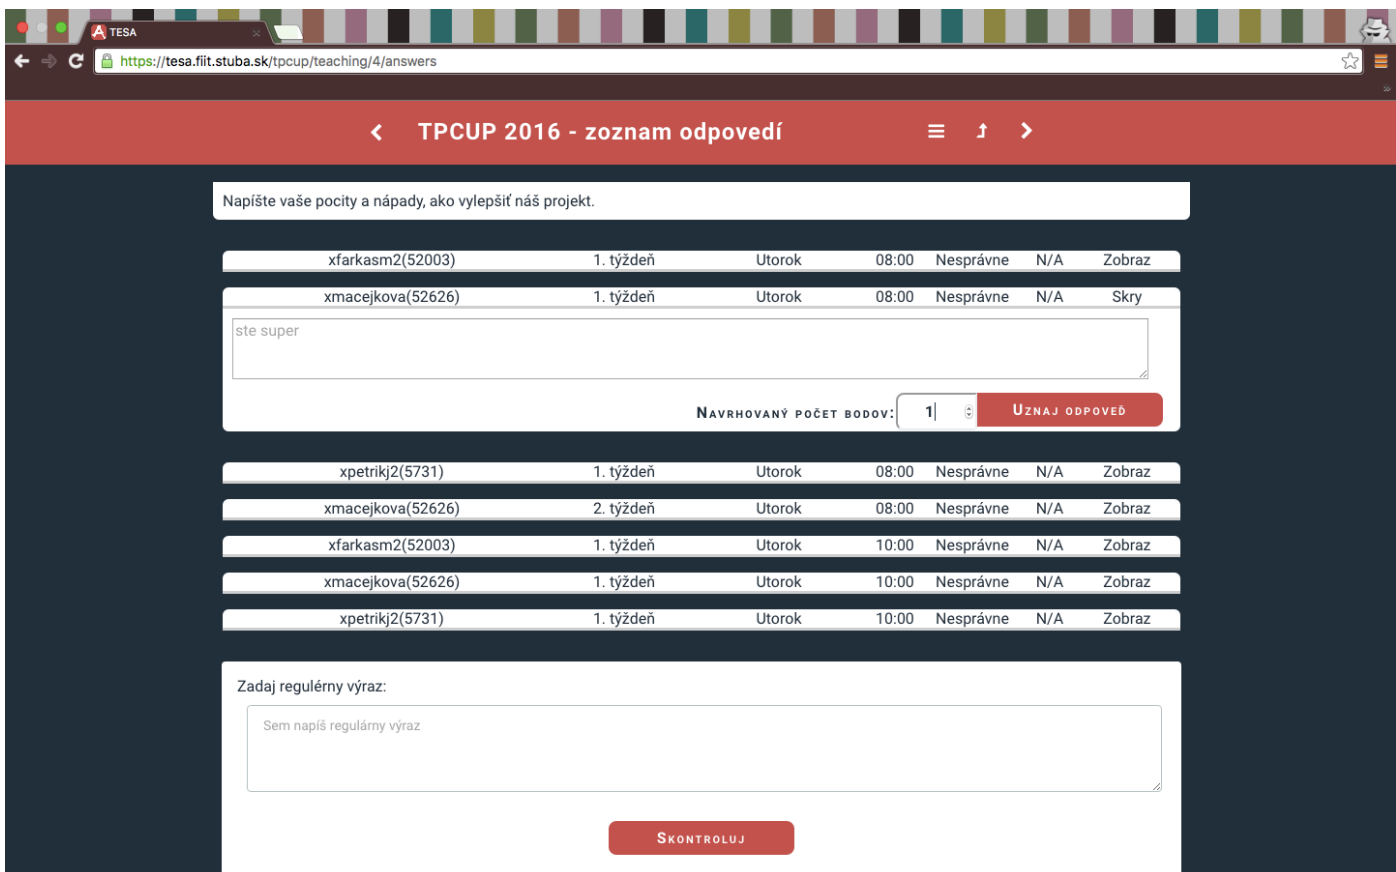 TESA
https://tesa.fiit.stuba.sk/tpcup/teaching/4/answers
TPCUP 2016 - zoznam odpovedí
Napíšte vaše pocity a nápady, ako vylepšiť náš projekt.
xfarkasm2(52003) 1. týždeň Utorok 08:00 Nesprávne N/A Zobraz
xmacejkova(52626) 1. týždeň Utorok 08:00 Nesprávne N/A Skry
ste super
Navrhovaný počet bodov: 1 Uznaj odpoveď
xpetrikj2(5731) 1. týždeň Utorok 08:00 Nesprávne N/A Zobraz
xmacejkova(52626) 2. týždeň Utorok 08:00 Nesprávne N/A Zobraz
xfarkasm2(52003) 1. týždeň Utorok 10:00 Nesprávne N/A Zobraz
xmacejkova(52626) 1. týždeň Utorok 10:00 Nesprávne N/A Zobraz
xpetrikj2(5731) 1. týždeň Utorok 10:00 Nesprávne N/A Zobraz
Zadaj regulérny výraz:
Sem napíš regulárny výraz
Skontroluj